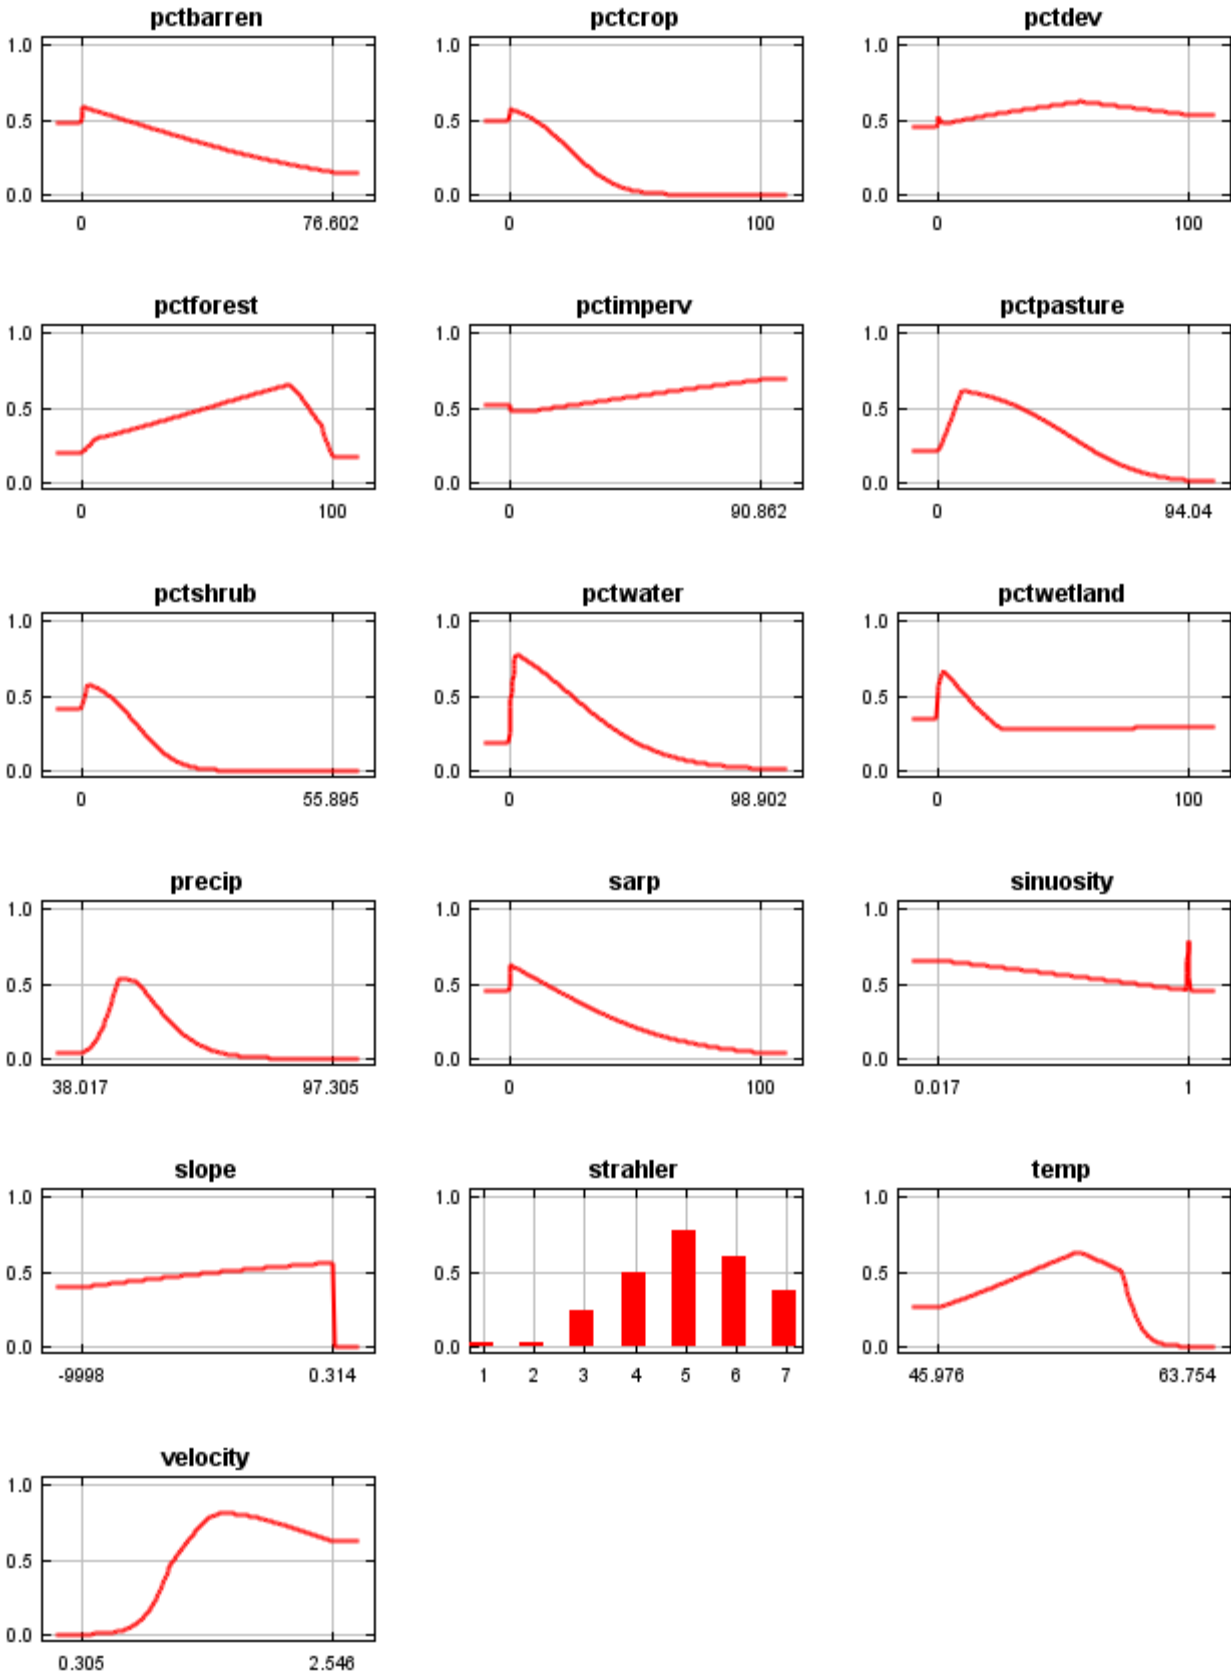 pctbarren pctcrop pctdev
1.0 1.0 1.0
0.5 0.5 0.5
0.0 0.0 0.0
0 76.602 0 100 0 100
pctforest pctimperv pctpasture
1.0 1.0 1.0
0.5 0.5 0.5
0.0 0.0 0.0
0 100 0 90.862 0 94.04
pctshrub pctwater pctwetland
1.0 1.0 1.0
0.5 0.5 0.5
0.0 0.0 0.0
0 55.895 0 98.902 0 100
precip sarp sinuosity
1.0 1.0 1.0
0.5 0.5 0.5
0.0 0.0 0.0
38.017 97.305 0 100 0.017 1
slope strahler temp
1.0 1.0 1.0
0.5 0.5 0.5
0.0 0.0 0.0
-9998 0.314 1 2 3 4 5 6 7 45.976 63.754
velocity
1.0
0.5
0.0
0.305 2.546